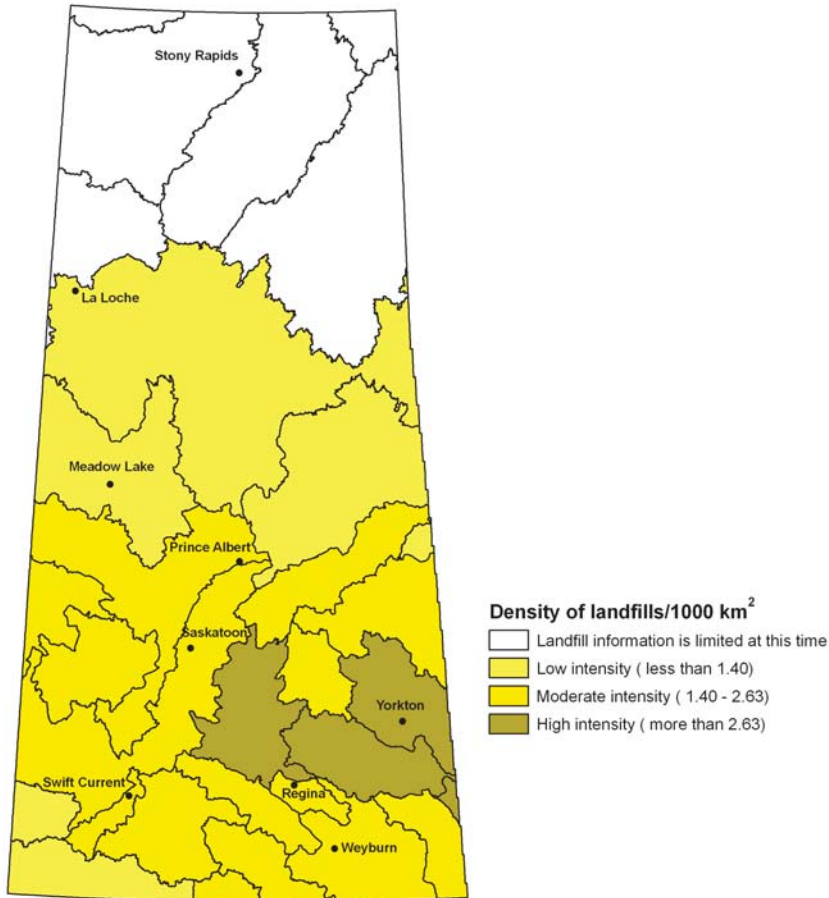 Stony Rapids
La Loche
Meadow Lake
Prince Albert
Saskatoon
Yorkton
Swift Current
Regina
Weyburn
Density of landfills/1000 km²
Landfill information is limited at this time
Low intensity ( less than 1.40)
Moderate intensity ( 1.40 - 2.63)
High intensity ( more than 2.63)